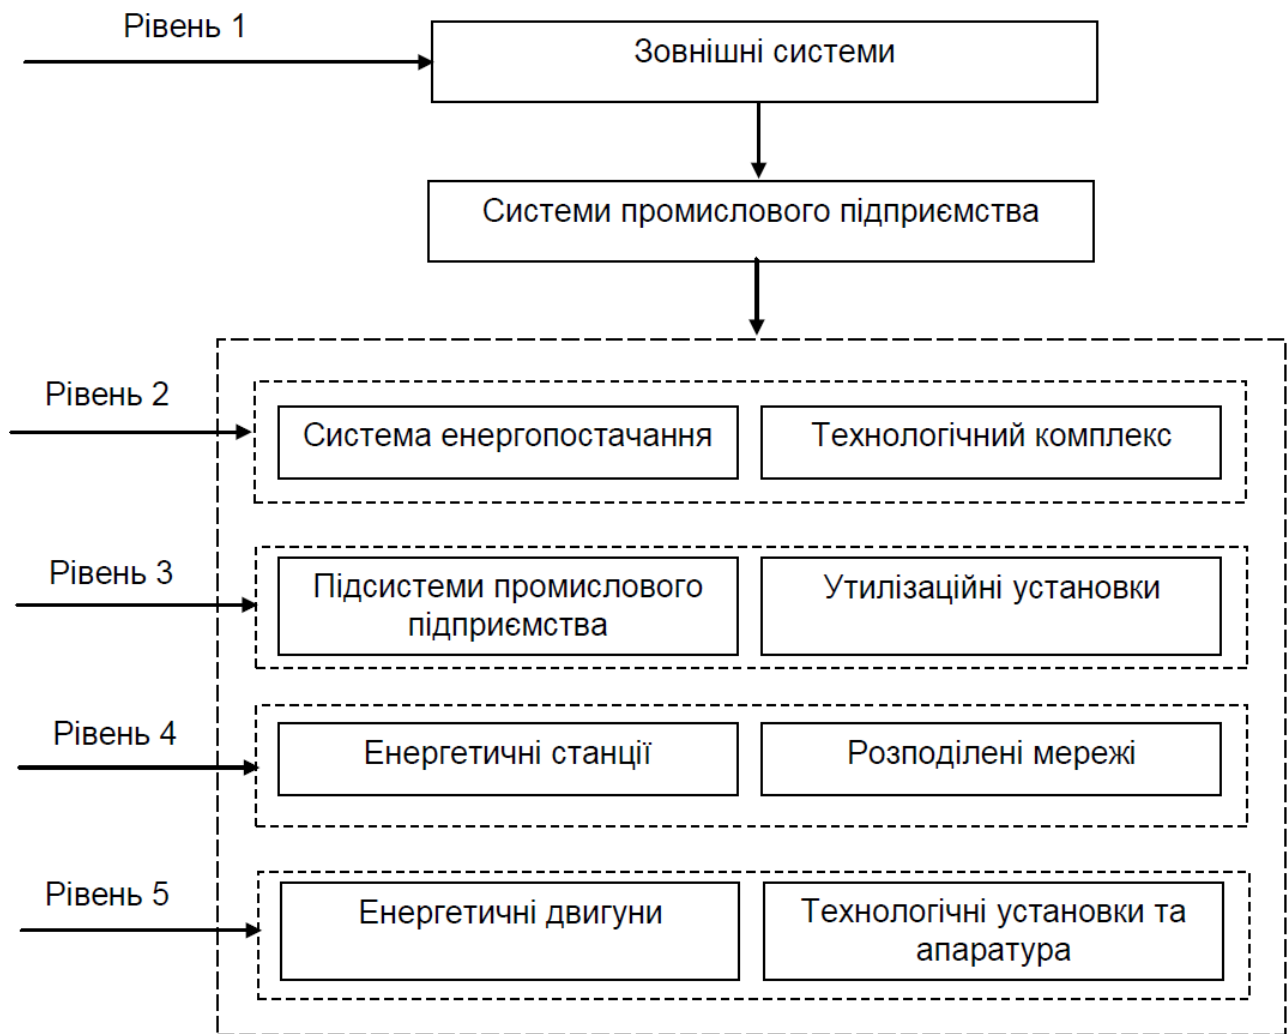 Рівень 1
Зовнішні системи
Системи промислового підприємства
Рівень 2
Система енергопостачання
Технологічний комплекс
Рівень 3
Підсистеми промислового
підприємства
Утилізаційні установки
Рівень 4
Енергетичні станції
Розподілені мережі
Рівень 5
Енергетичні двигуни
Технологічні установки та
апаратура